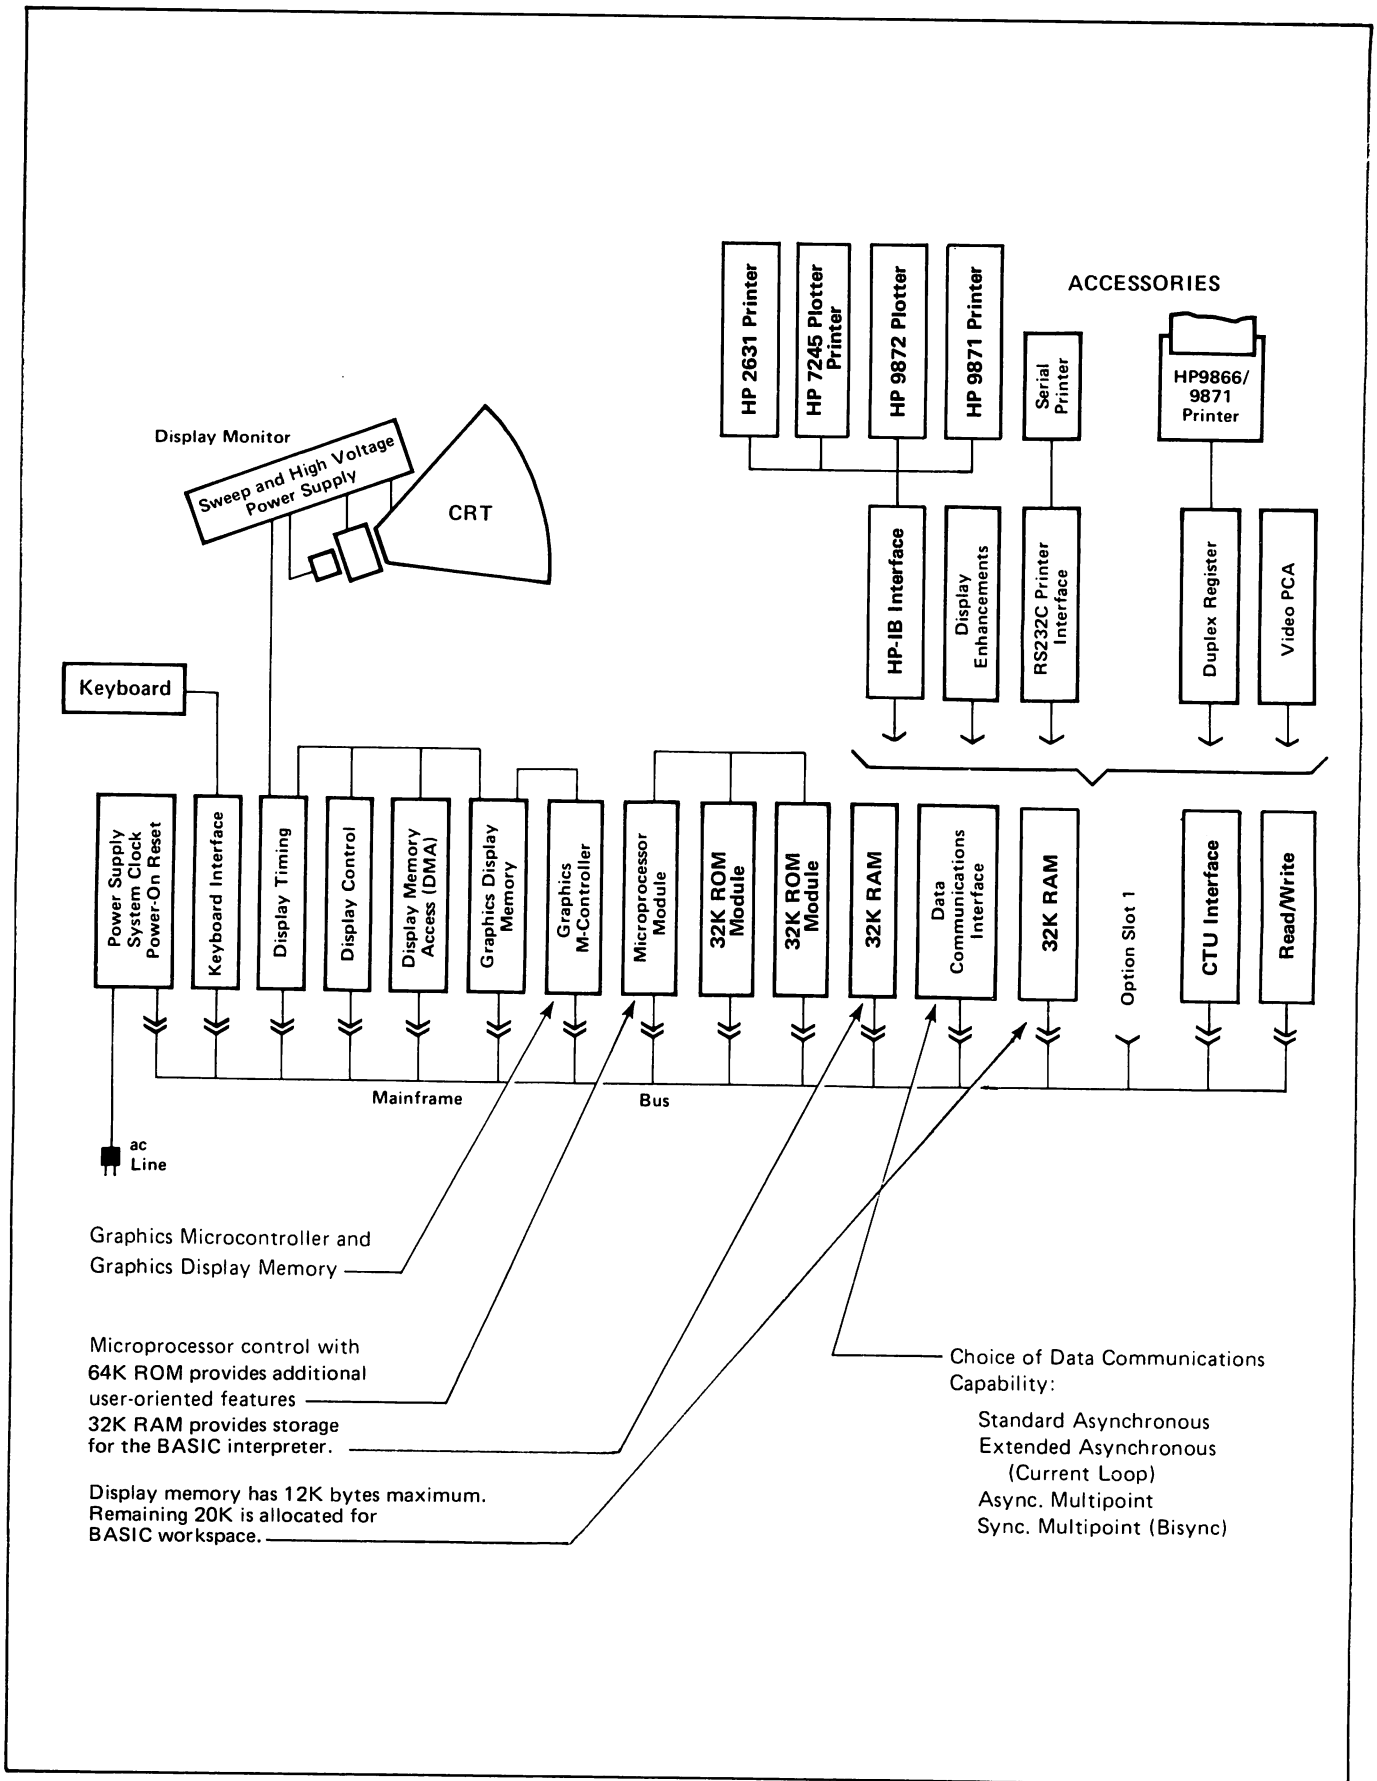 ACCESSORIES
HP 2631 Printer
HP 7245 Plotter
Printer
HP 9872 Plotter
HP 9871 Printer
Serial
Printer
HP9866/
9871
Printer
Display Monitor
Sweep and High Voltage
Power Supply
CRT
HP-IB Interface
Display
Enhancements
RS232C Printer
Interface
Duplex Register
Video PCA
Keyboard
Power Supply
System Clock
Power-On Reset
Keyboard Interface
Display Timing
Display Control
Display Memory
Access (DMA)
Graphics Display
Memory
Graphics
M-Controller
Microprocessor
Module
32K ROM
Module
32K ROM
Module
32K RAM
Data
Communications
Interface
32K RAM
Option Slot 1
CTU Interface
Read/Write
Mainframe
Bus
ac
Line
Graphics Microcontroller and
Graphics Display Memory
Microprocessor control with
64K ROM provides additional
user-oriented features
32K RAM provides storage
for the BASIC interpreter.
Display memory has 12K bytes maximum.
Remaining 20K is allocated for
BASIC workspace.
Choice of Data Communications
Capability:
Standard Asynchronous
Extended Asynchronous
(Current Loop)
Async. Multipoint
Sync. Multipoint (Bisync)